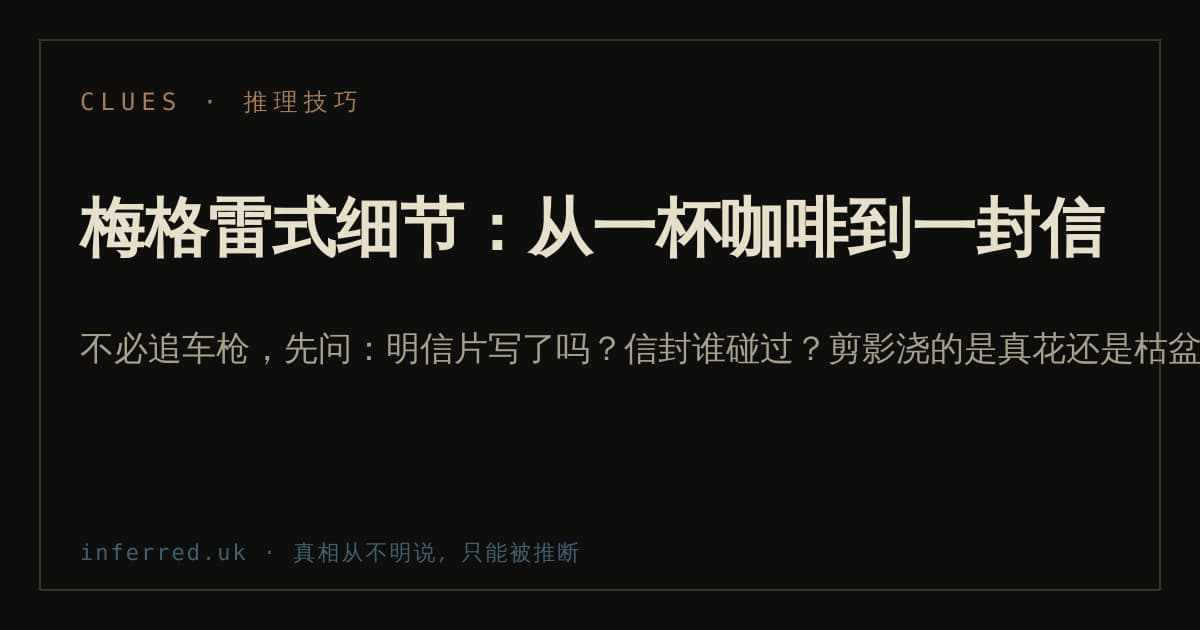 CLUES · 推理技巧
梅格雷式细节：从一杯咖啡到一封信
不必追车枪，先问：明信片写了吗？信封谁碰过？剪影浇的是真花还是枯盆
inferred.uk · 真相从不明说，只能被推断